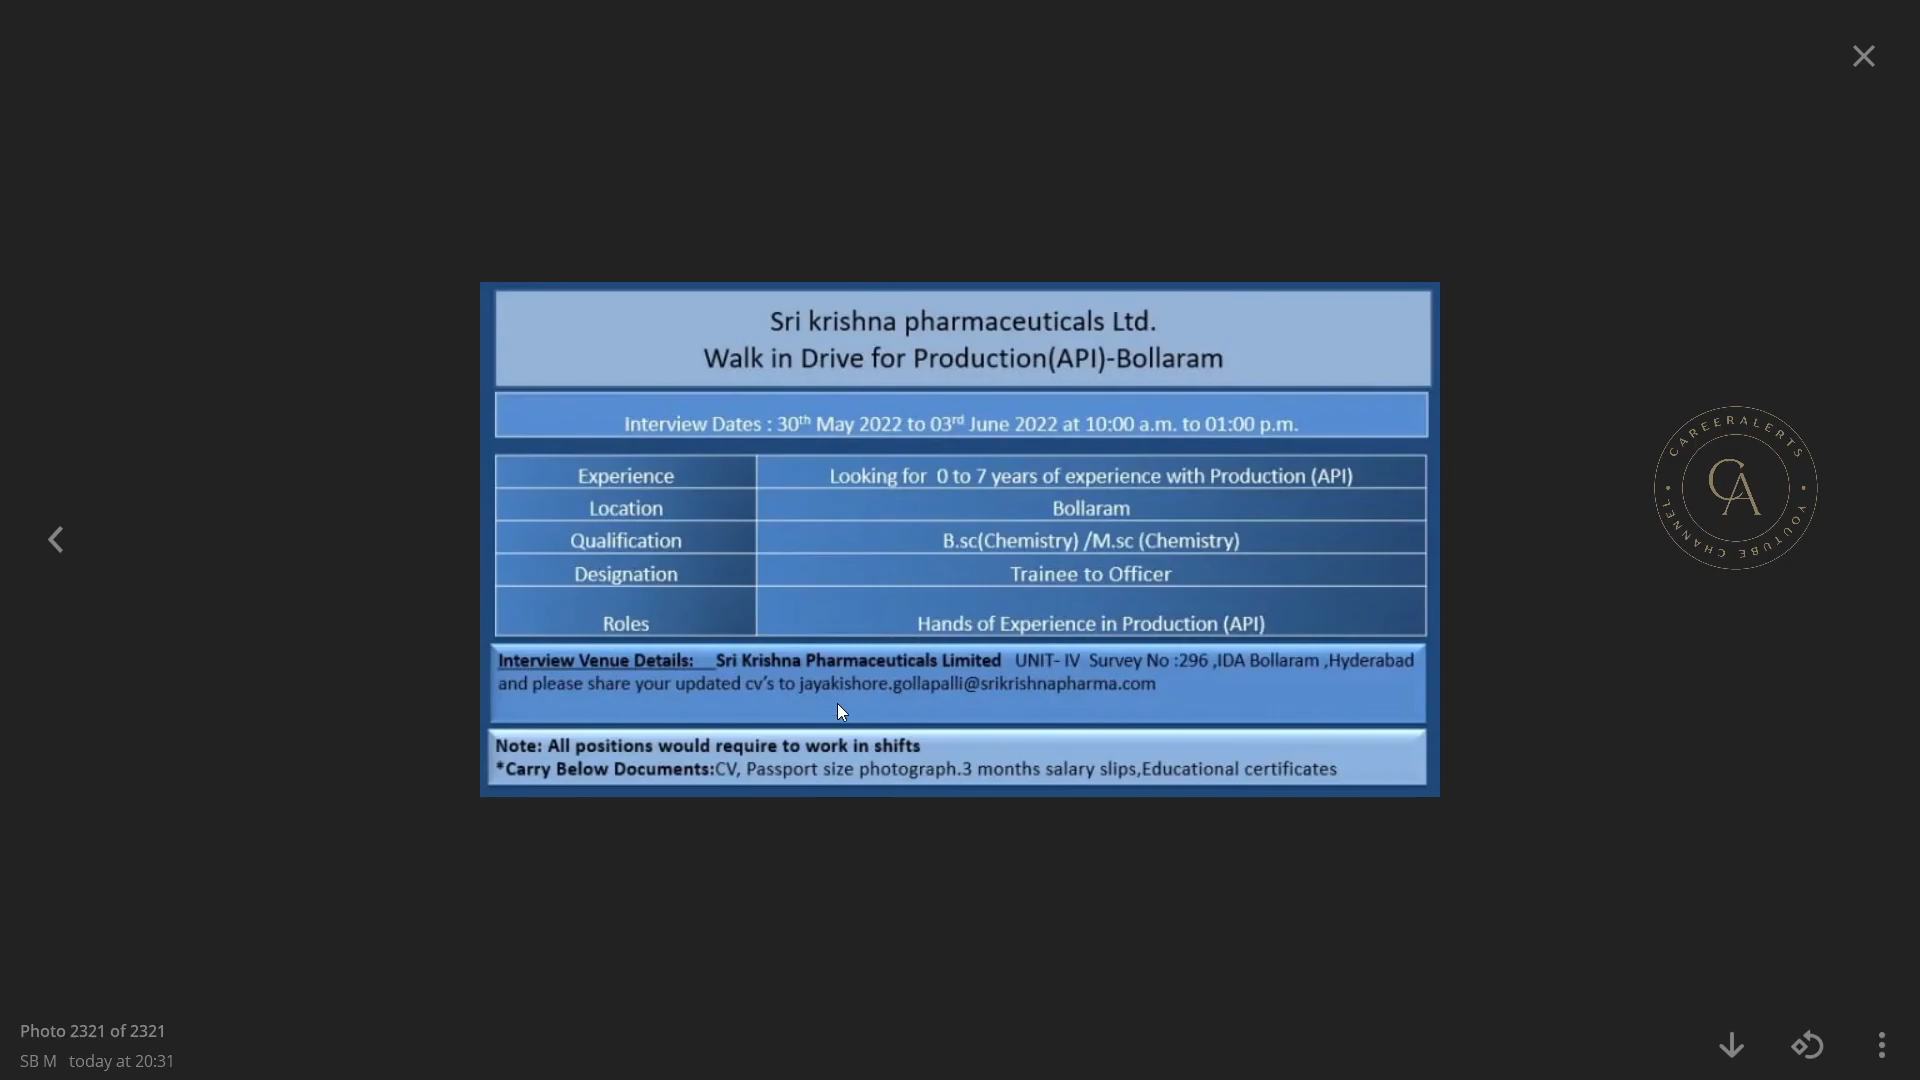 Sri krishna pharmaceuticals Ltd.
Walk in Drive for Production(API)-Bollaram
Interview Dates : 30th May 2022 to 03rd June 2022 at 10:00 a.m. to 01:00 p.m.
Experience Looking for 0 to 7 years of experience with Production (API)
Location Bollaram
Qualification B.sc(Chemistry) /M.sc (Chemistry)
Designation Trainee to Officer
Roles Hands of Experience in Production (API)
Interview Venue Details: Sri Krishna Pharmaceuticals Limited UNIT- IV Survey No :296 ,IDA Bollaram ,Hyderabad
and please share your updated cv's to jayakishore.gollapalli@srikrishnapharma.com
Note: All positions would require to work in shifts
*Carry Below Documents:CV, Passport size photograph.3 months salary slips,Educational certificates
CAREERALERTS
CA
YOUTUBE CHANNEL
Photo 2321 of 2321
SB M today at 20:31